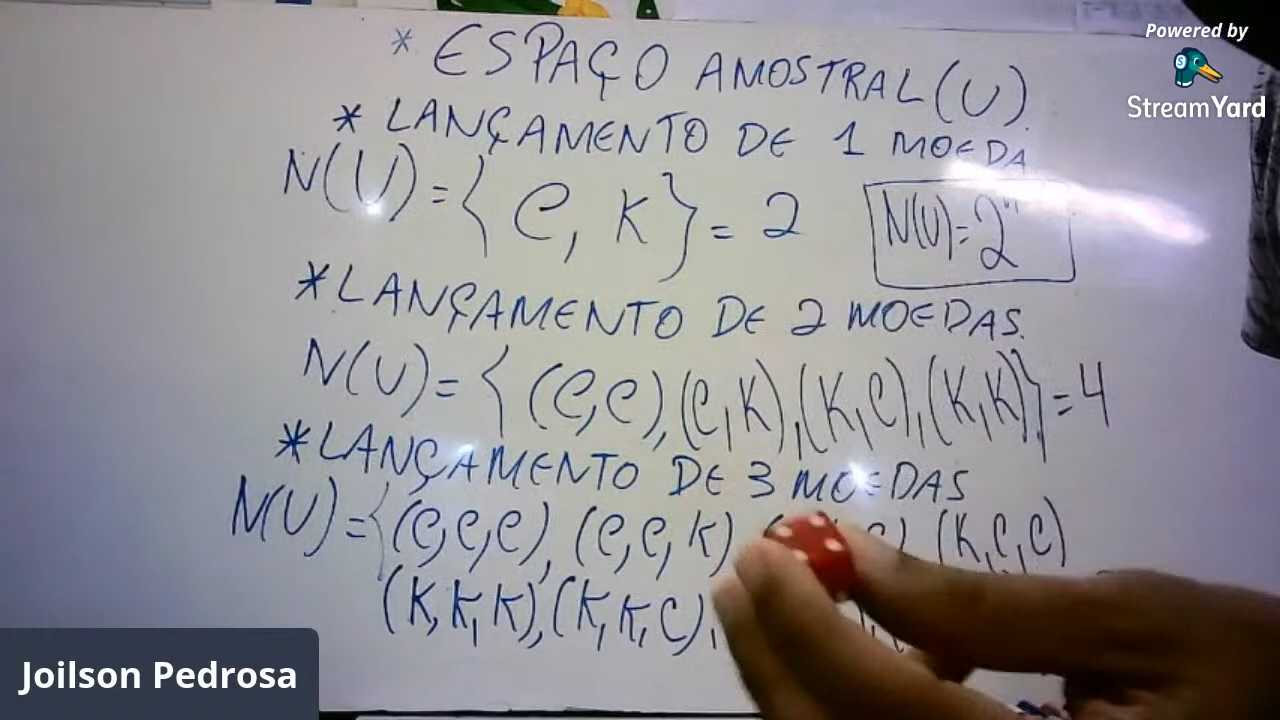 Powered by
StreamYard
* ESPAÇO AMOSTRAL (U)
* LANÇAMENTO DE 1 MOEDA
N(U) = { C, K } = 2
N(U) = 2ⁿ
* LANÇAMENTO DE 2 MOEDAS.
N(U) = { (C,C), (C,K), (K,C), (K,K) } = 4
* LANÇAMENTO DE 3 MOEDAS
N(U) = { (C,C,C), (C,C,K) (K,C,C)
(K,K,K), (K,K,C),
Joilson Pedrosa